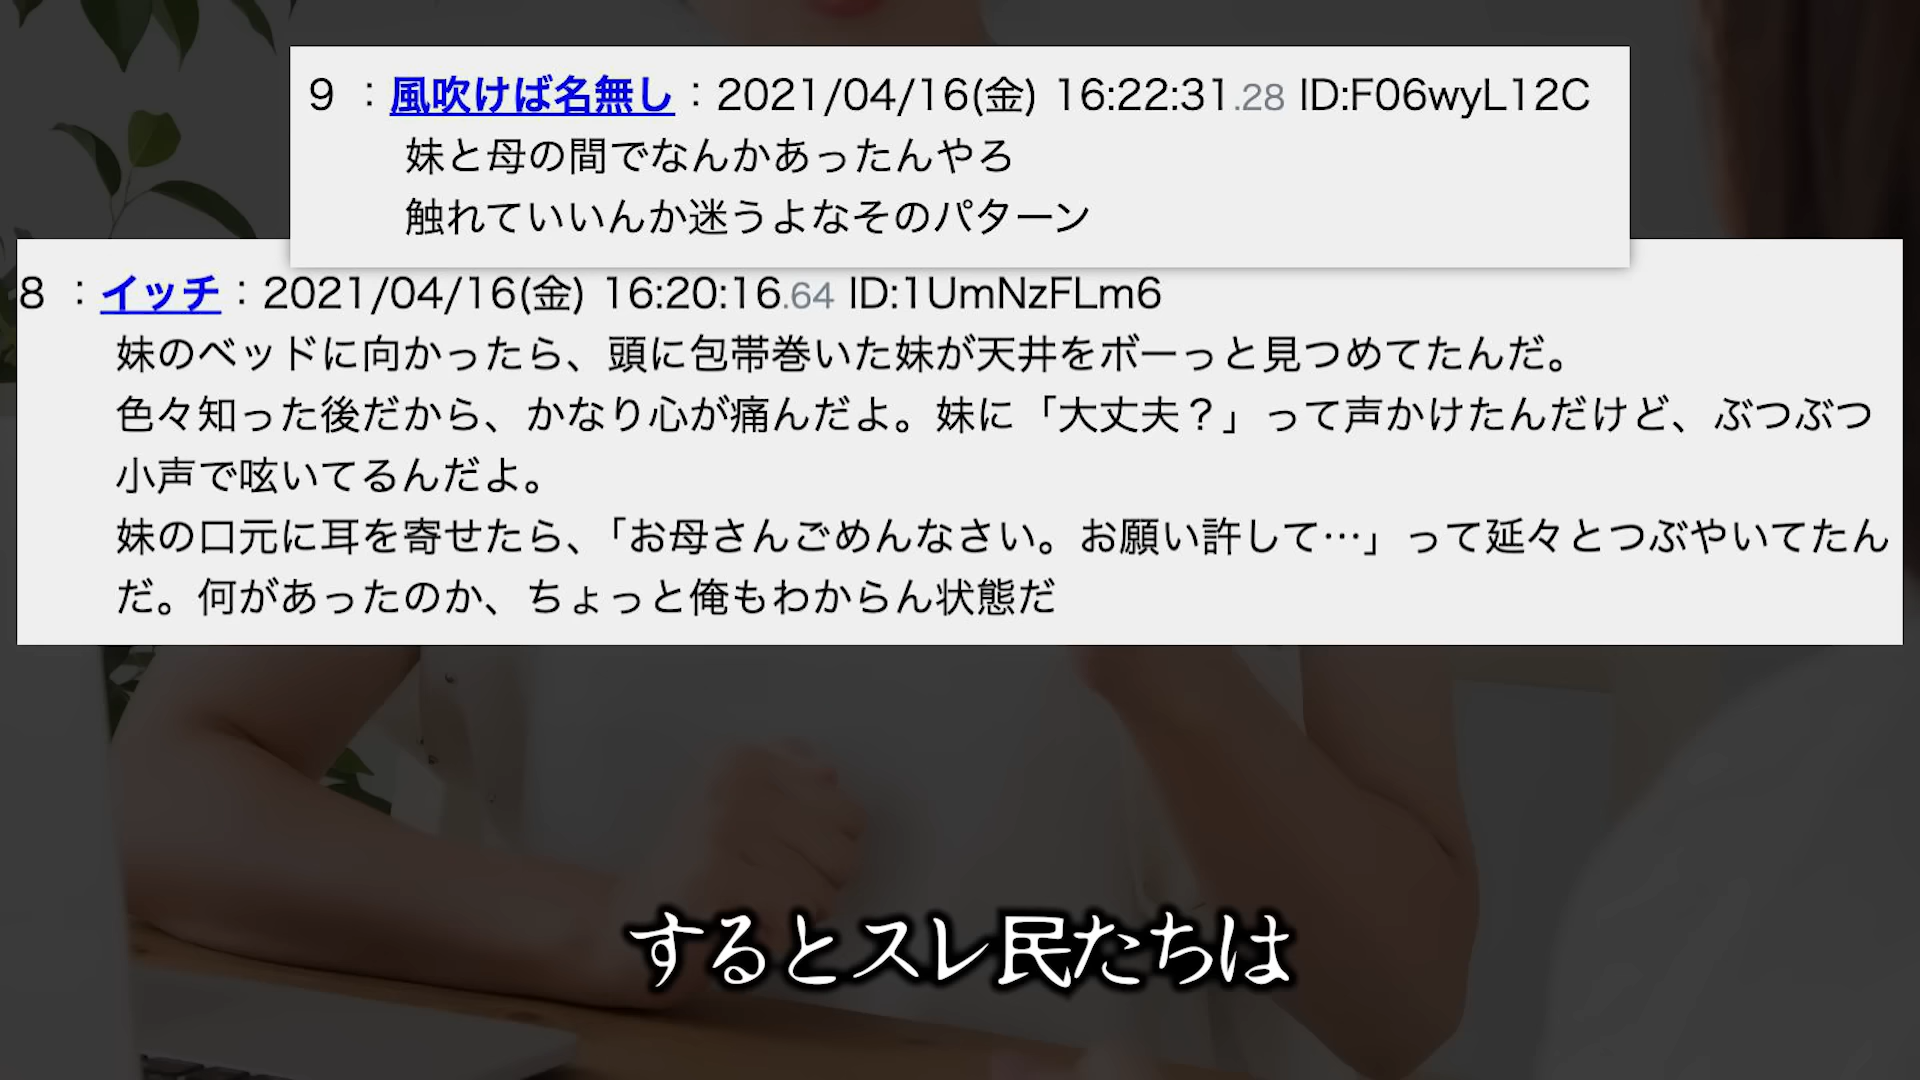 9 ：風吹けば名無し：2021/04/16(金) 16:22:31.28 ID:F06wyL12C
妹と母の間でなんかあったんやろ
触れていいんか迷うよなそのパターン
8 ：イッチ：2021/04/16(金) 16:20:16.64 ID:1UmNzFLm6
妹のベッドに向かったら、頭に包帯巻いた妹が天井をボーっと見つめてたんだ。
色々知った後だから、かなり心が痛んだよ。妹に「大丈夫？」って声かけたんだけど、ぶつぶつ
小声で呟いてるんだよ。
妹の口元に耳を寄せたら、「お母さんごめんなさい。お願い許して…」って延々とつぶやいてたん
だ。何があったのか、ちょっと俺もわからん状態だ
するとスレ民たちは